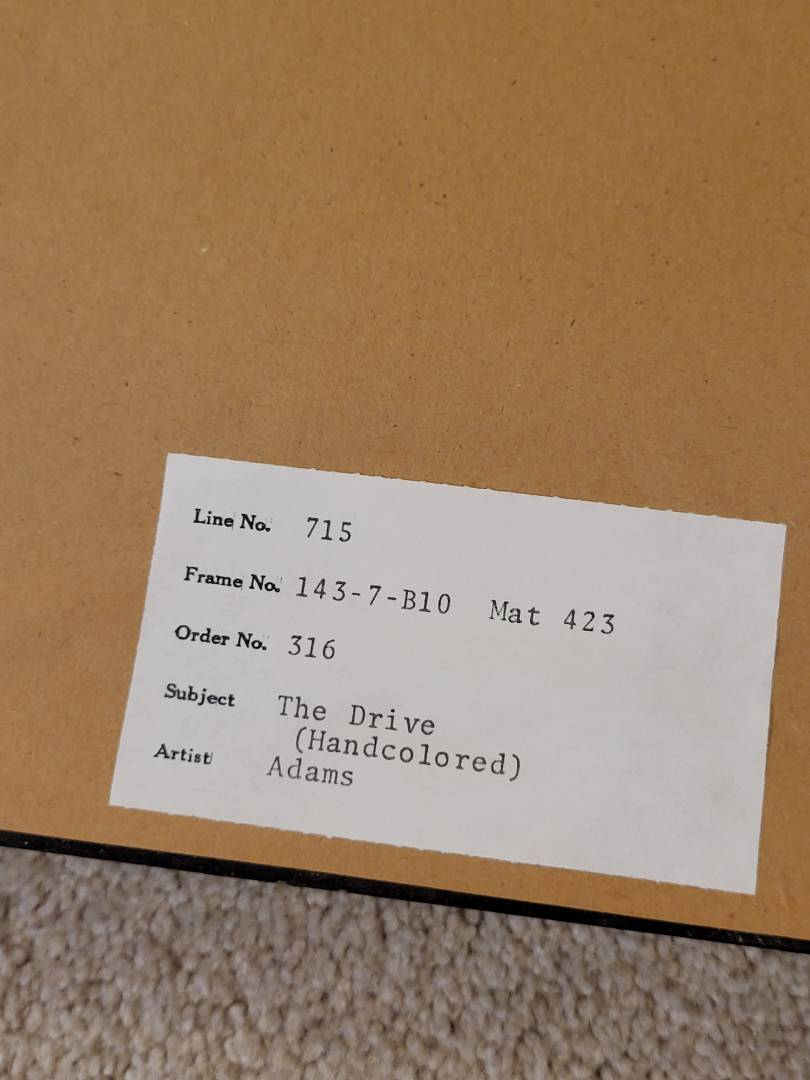 Line No. 715
Frame No. 143-7-B10 Mat 423
Order No. 316
Subject The Drive
(Handcolored)
Artist Adams